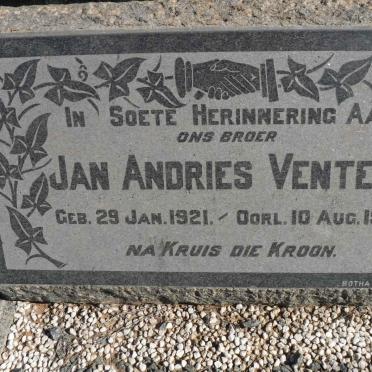 IN SOETE HERINNERING AA
ONS BROER
JAN ANDRIES VENTE
GEB. 29 JAN. 1921. - OORL. 10 AUG. 1
NA KRUIS DIE KROON.
BOTHA